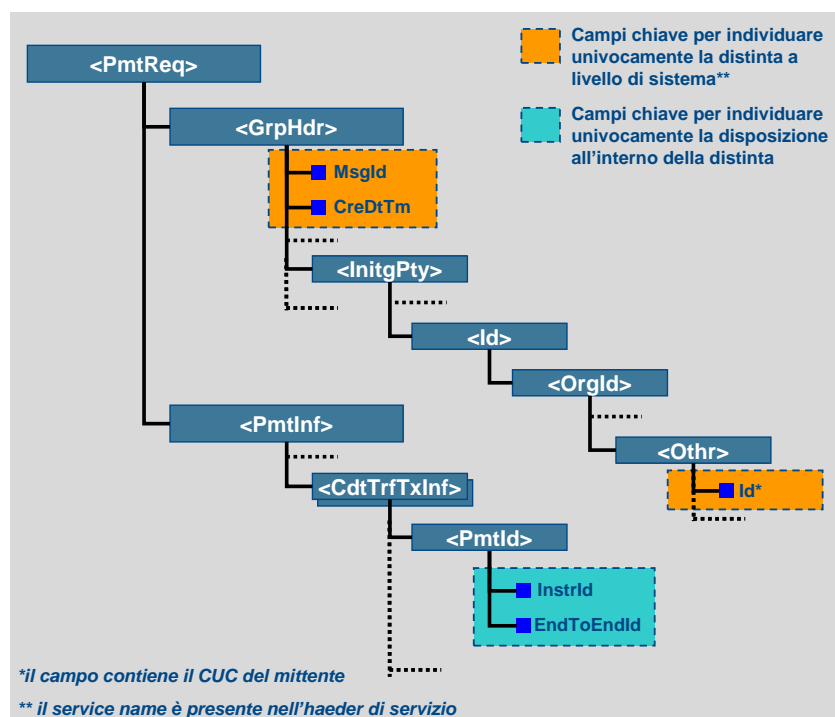 Campi chiave per individuare
univocamente la distinta a
livello di sistema**
<PmtReq>
Campi chiave per individuare
univocamente la disposizione
all'interno della distinta
<GrpHdr>
MsgId
CreDtTm
<InitgPty>
<Id>
<OrgId>
<PmtInf>
<Othr>
<CdtTrfTxInf>
Id*
<PmtId>
InstrId
EndToEndId
*il campo contiene il CUC del mittente
** il service name è presente nell'haeder di servizio